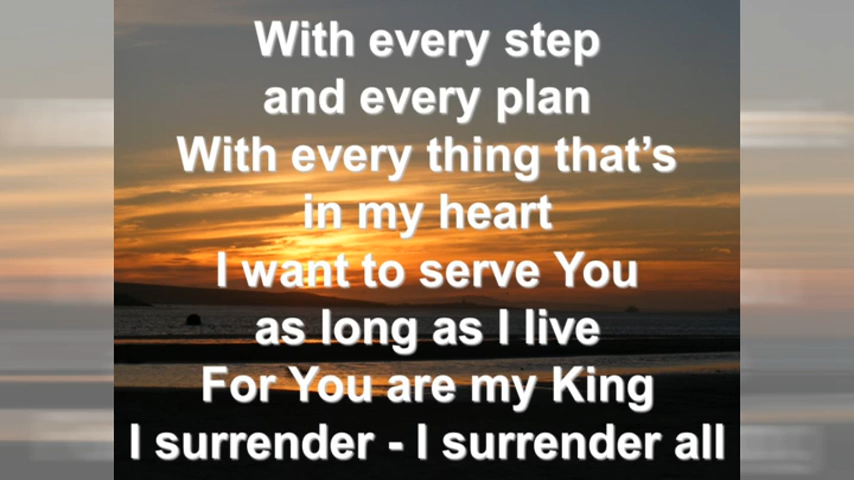 With every step
and every plan
With every thing that’s
in my heart
I want to serve You
as long as I live
For You are my King
I surrender - I surrender all